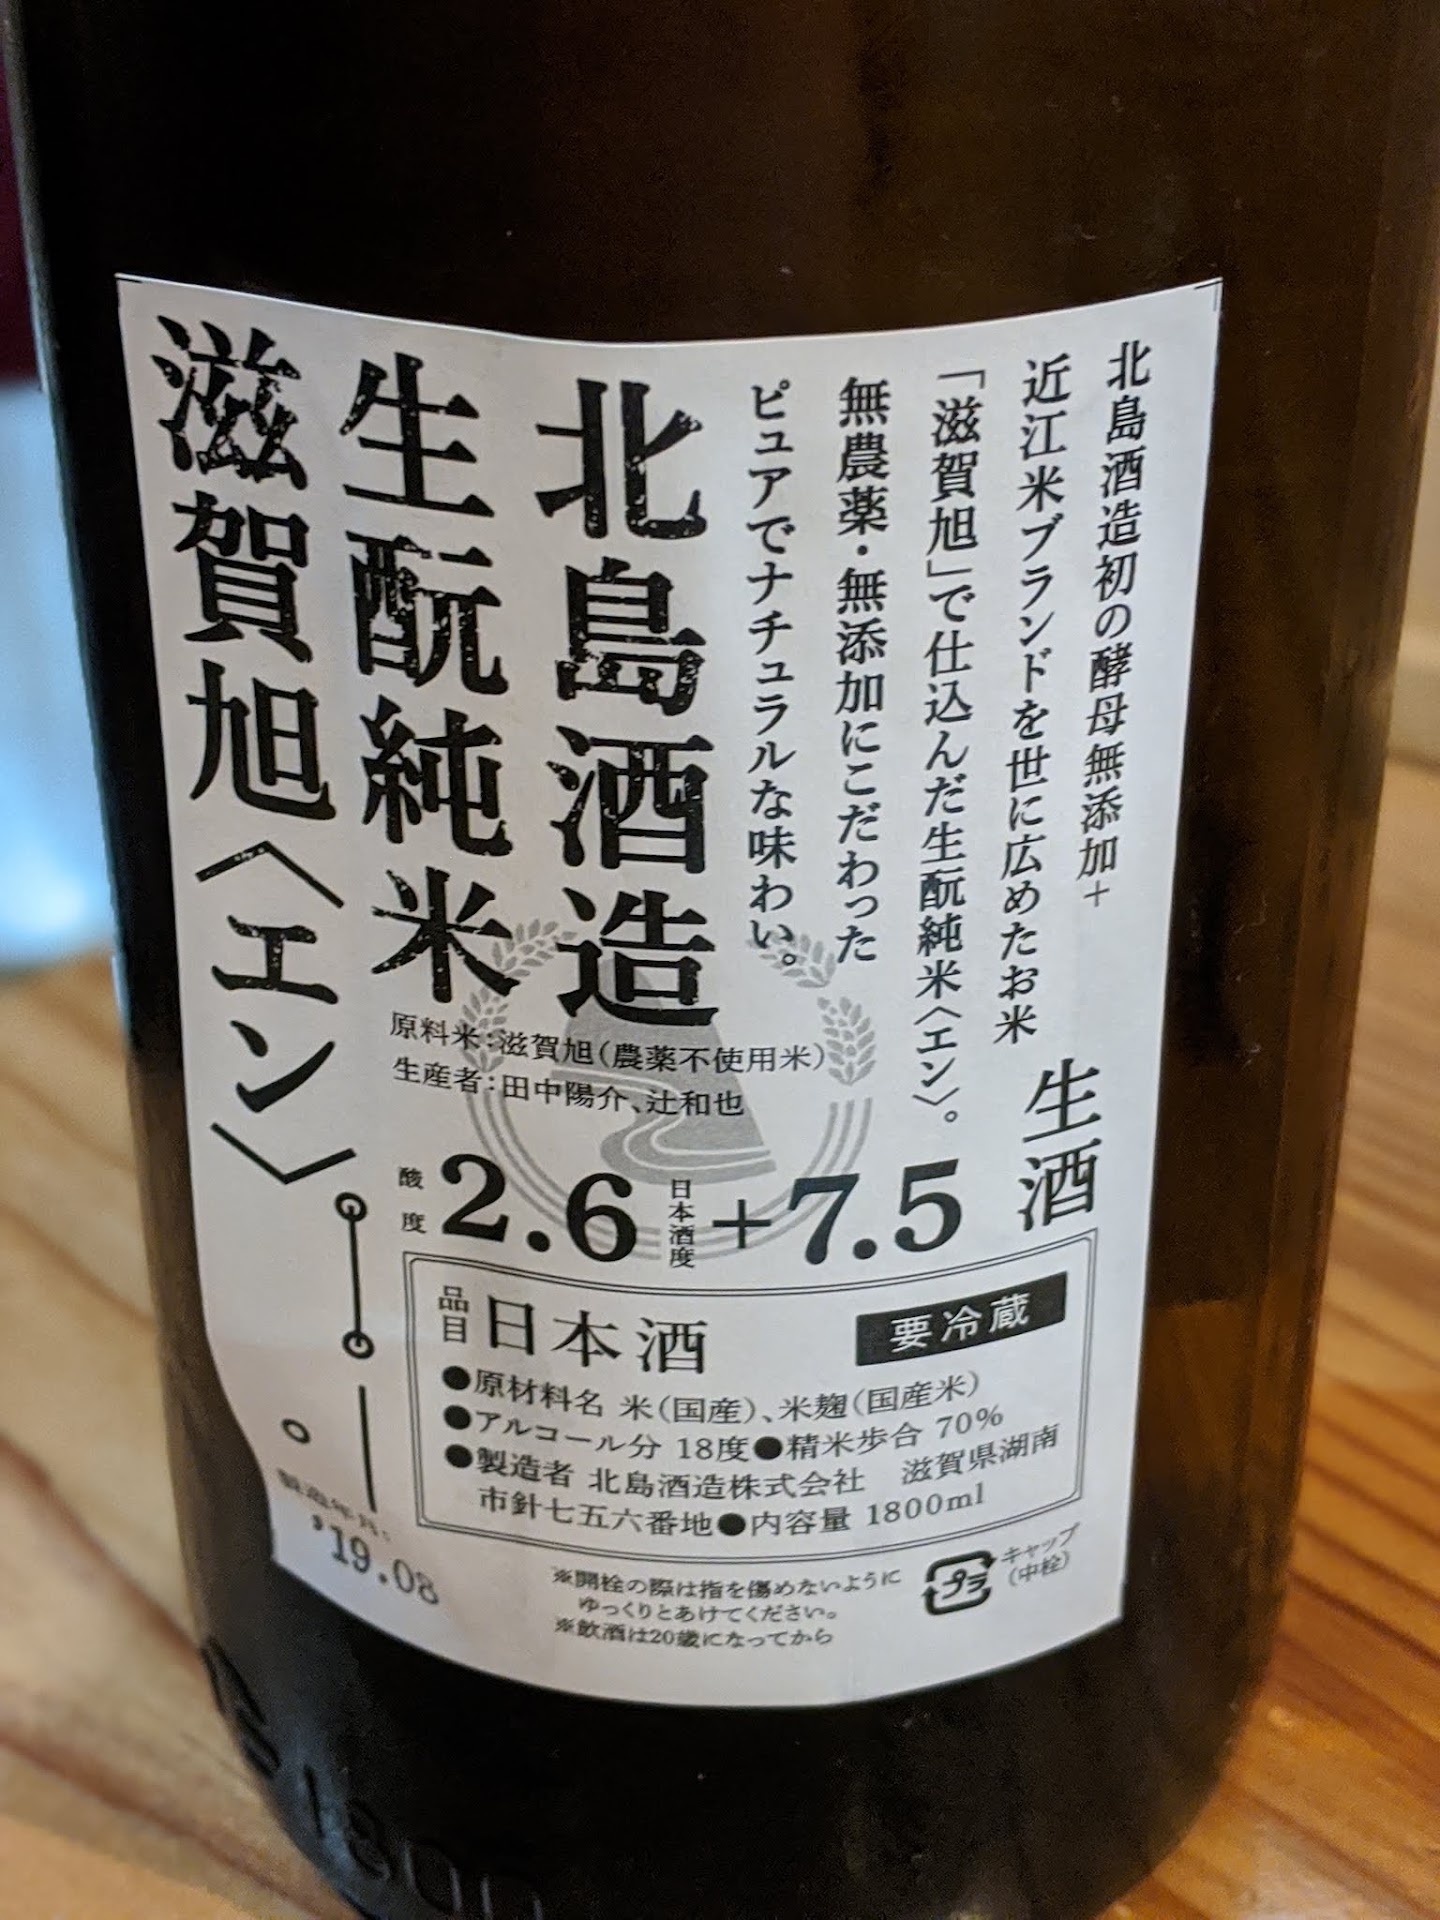 北島酒造初の酵母無添加+
近江米ブランドを世に広めたお米
「滋賀旭」で仕込んだ生酛純米〈エン〉。
無農薬・無添加にこだわった
ピュアでナチュラルな味わい。
北島酒造
生酛純米
滋賀旭〈エン〉
原料米:滋賀旭(農薬不使用米)
生産者:田中陽介、辻和也
生酒
酸度 2.6 日本酒度 +7.5
品目 日本酒 要冷蔵
●原材料名 米(国産)、米麹(国産米)
●アルコール分 18度●精米歩合 70%
●製造者 北島酒造株式会社 滋賀県湖南
市針七五六番地●内容量 1800ml
製造年月:
'19.08
※開栓の際は指を傷めないように
ゆっくりとあけてください。
※飲酒は20歳になってから
プラ
キャップ
(中栓)
1800